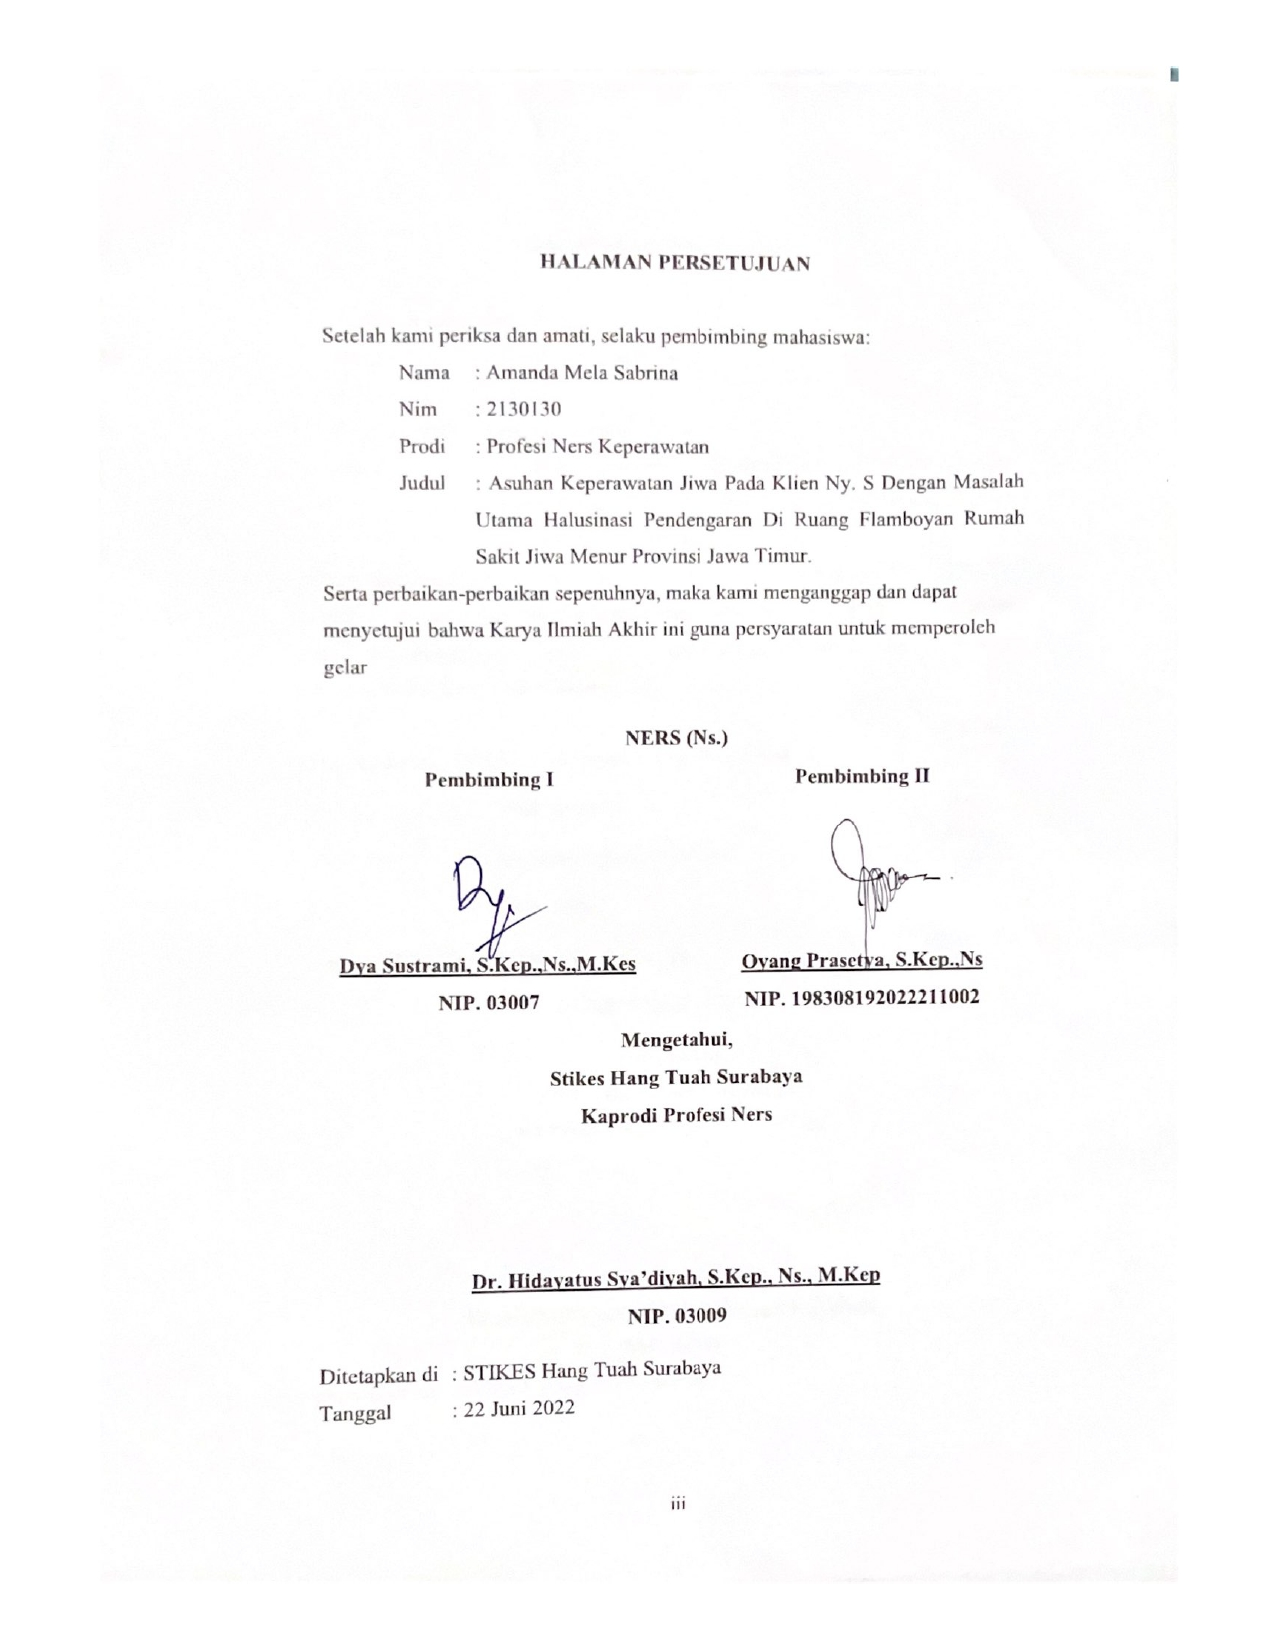 HALAMAN PERSETUJUAN
Setelah kami periksa dan amati, selaku pembimbing mahasiswa:
Nama : Amanda Mela Sabrina
Nim : 2130130
Prodi : Profesi Ners Keperawatan
Judul : Asuhan Keperawatan Jiwa Pada Klien Ny. S Dengan Masalah
Utama Halusinasi Pendengaran Di Ruang Flamboyan Rumah
Sakit Jiwa Menur Provinsi Jawa Timur.
Serta perbaikan-perbaikan sepenuhnya, maka kami menganggap dan dapat
menyetujui bahwa Karya Ilmiah Akhir ini guna persyaratan untuk memperoleh
gelar
NERS (Ns.)
Pembimbing I Pembimbing II
Dya Sustrami, S.Kep.,Ns.,M.Kes Oyang Prasetya, S.Kep.,Ns
NIP. 03007 NIP. 198308192022211002
Mengetahui,
Stikes Hang Tuah Surabaya
Kaprodi Profesi Ners
Dr. Hidayatus Sya'diyah, S.Kep., Ns., M.Kep
NIP. 03009
Ditetapkan di : STIKES Hang Tuah Surabaya
Tanggal : 22 Juni 2022
iii